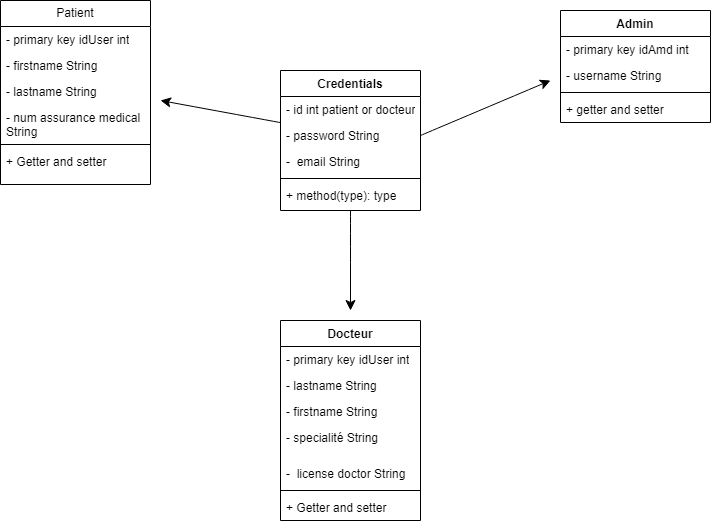 Patient
- primary key idUser int
- firstname String
- lastname String
- num assurance medical
String
+ Getter and setter
Credentials
- id int patient or docteur
- password String
- email String
+ method(type): type
Admin
- primary key idAmd int
- username String
+ getter and setter
Docteur
- primary key idUser int
- lastname String
- firstname String
- specialité String
- license doctor String
+ Getter and setter